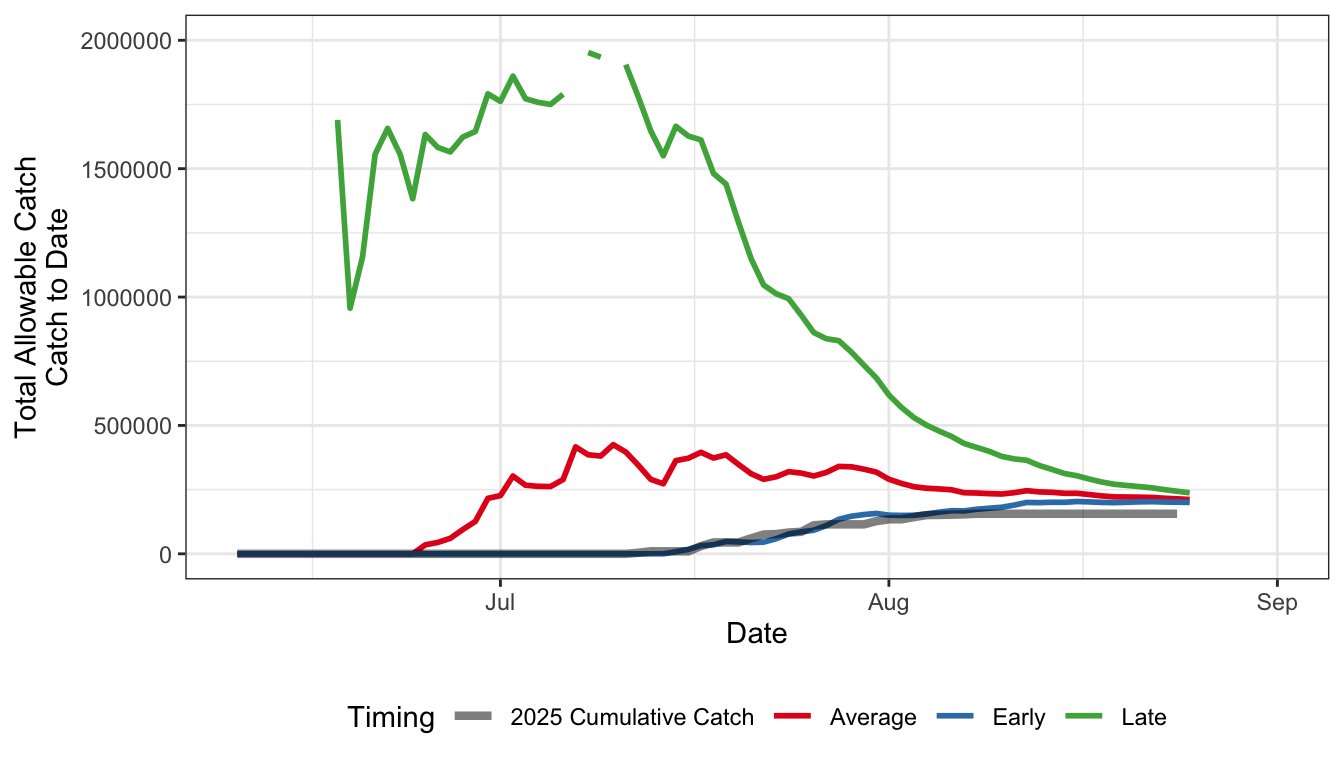 2000000
1500000
1000000
500000
0
Total Allowable Catch
Catch to Date
Jul
Aug
Sep
Date
Timing
2025 Cumulative Catch
Average
Early
Late